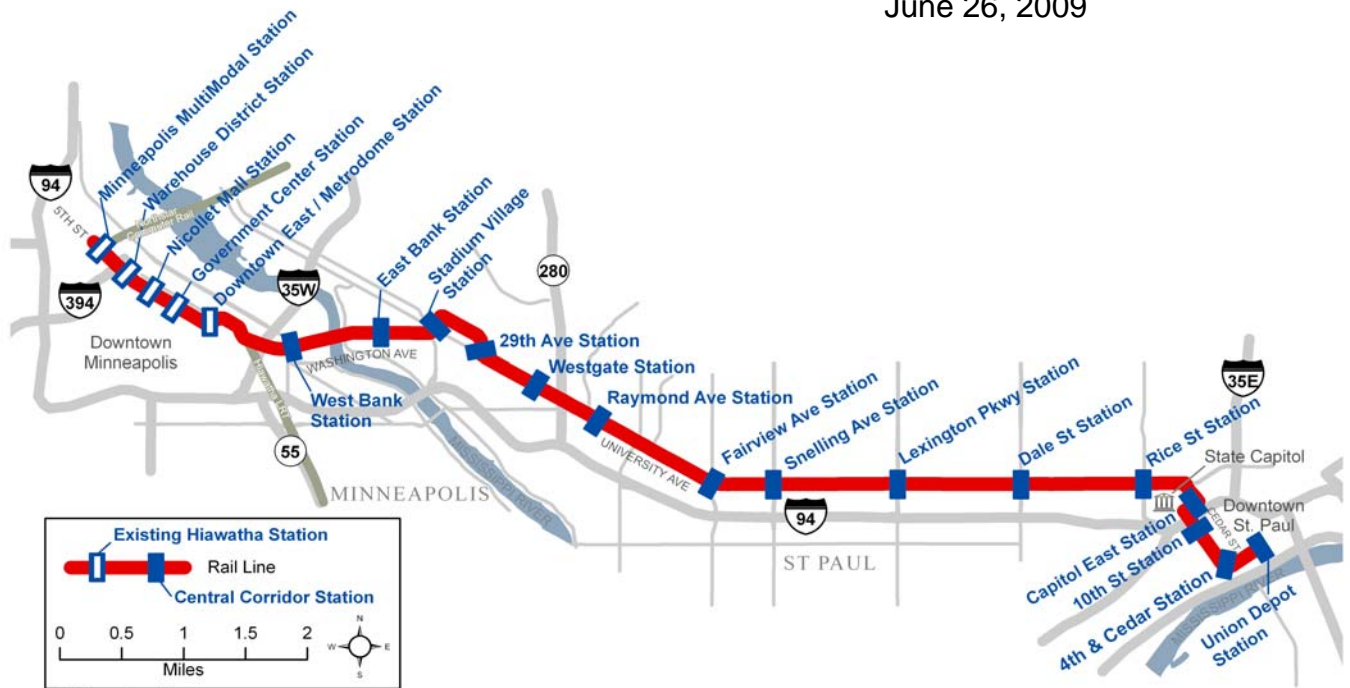 June 26, 2009
Minneapolis MultiModal Station
Warehouse District Station
Nicollet Mall Station
Government Center Station
Downtown East / Metrodome Station
94
5TH ST
Northstar
Commuter Rail
394
Downtown
Minneapolis
35W
East Bank Station
Stadium Village
Station
280
WASHINGTON AVE
West Bank
Station
Hiawatha LRT
55
29th Ave Station
Westgate Station
Raymond Ave Station
UNIVERSITY AVE
MISSISSIPPI RIVER
MINNEAPOLIS
Fairview Ave Station
Snelling Ave Station
Lexington Pkwy Station
Dale St Station
Rice St Station
35E
State Capitol
94
ST PAUL
CEDAR ST
Downtown
St. Paul
Capitol East Station
10th St Station
4th & Cedar Station
Union Depot
Station
MISSISSIPPI RIVER
Existing Hiawatha Station
Rail Line
Central Corridor Station
0 0.5 1 1.5 2
Miles
N
W E
S